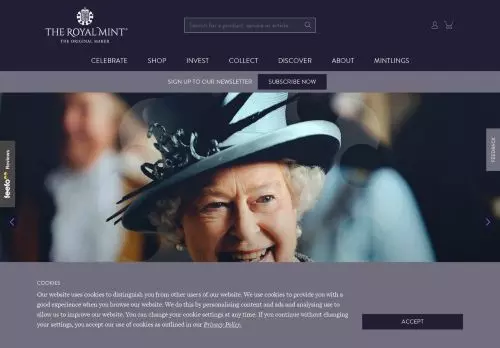 THE ROYAL MINT®
THE ORIGINAL MAKER
Search for a product, service or article
CELEBRATE SHOP INVEST COLLECT DISCOVER ABOUT MINTLINGS
SIGN UP TO OUR NEWSLETTER SUBSCRIBE NOW
feefo Reviews
FEEDBACK
COOKIES
Our website uses cookies to distinguish you from other users of our website. We use cookies to provide you with a
good experience when you browse our website. We do this by personalising content and ads and analysing use to
allow us to improve our website. You can change your cookie settings at any time. If you continue without changing
your settings, you accept our use of cookies as outlined in our Privacy Policy.
ACCEPT